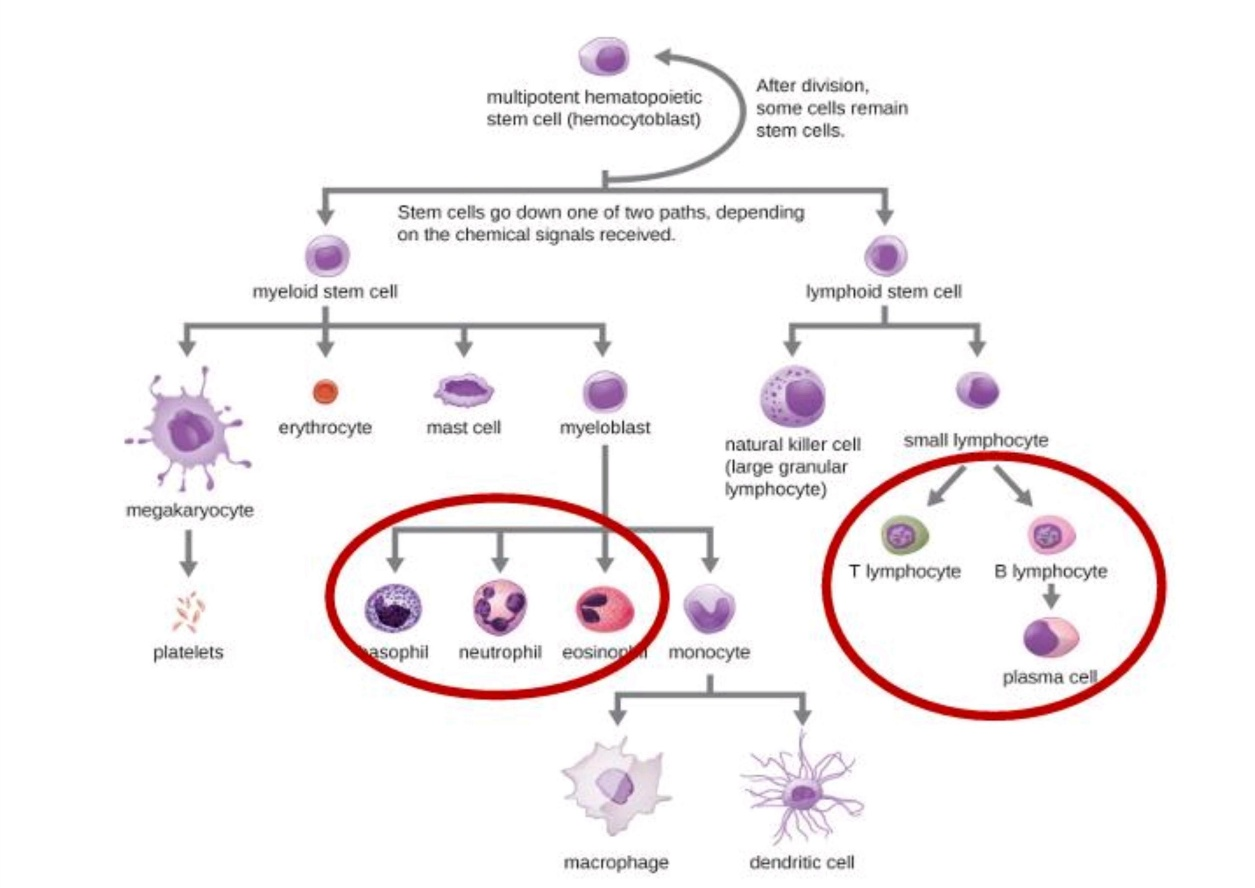 multipotent hematopoietic
stem cell (hemocytoblast)
After division,
some cells remain
stem cells.
Stem cells go down one of two paths, depending
on the chemical signals received.
myeloid stem cell
lymphoid stem cell
megakaryocyte
erythrocyte
mast cell
myeloblast
natural killer cell
(large granular
lymphocyte)
small lymphocyte
platelets
basophil
neutrophil
eosinophil
monocyte
T lymphocyte
B lymphocyte
plasma cell
macrophage
dendritic cell